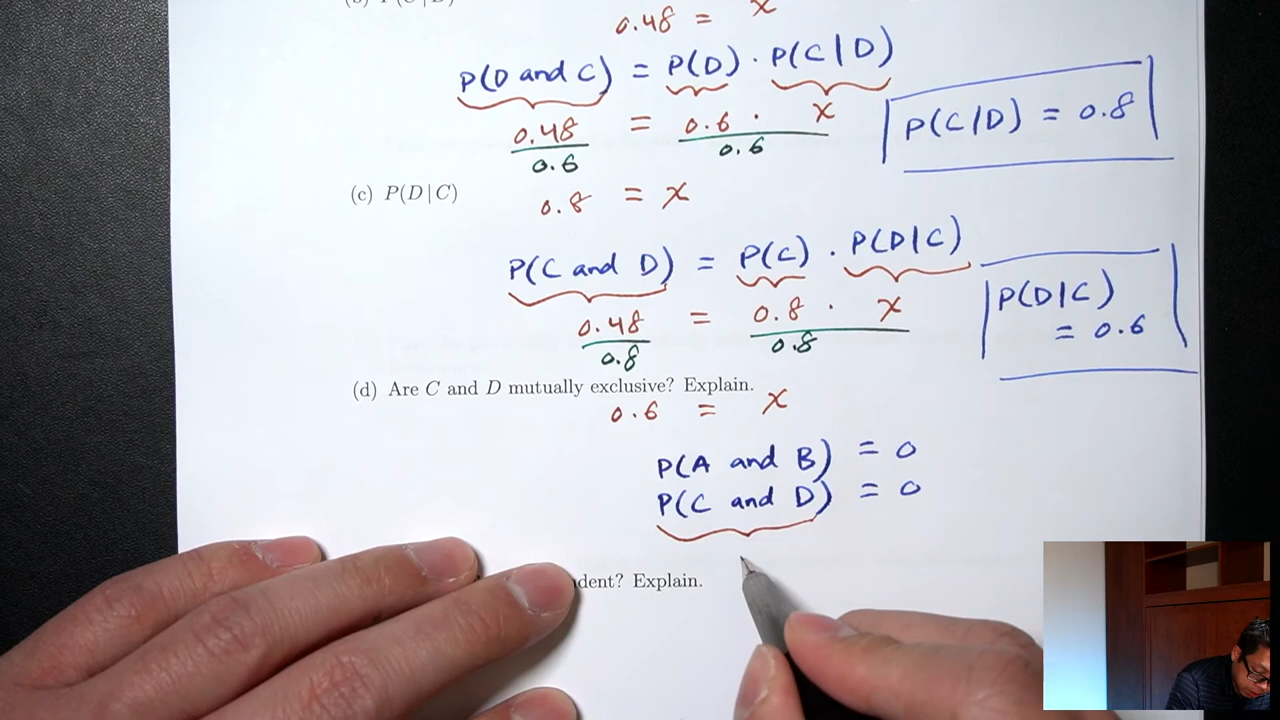 0.48 = x
P(D and C) = P(D) · P(C|D)
0.48 = 0.6 · x
0.6 0.6
P(C|D) = 0.8
(c) P(D|C)
0.8 = x
P(C and D) = P(C) · P(D|C)
0.48 = 0.8 · x
0.8 0.8
P(D|C)
= 0.6
(d) Are C and D mutually exclusive? Explain.
0.6 = x
P(A and B) = 0
P(C and D) = 0
dent? Explain.